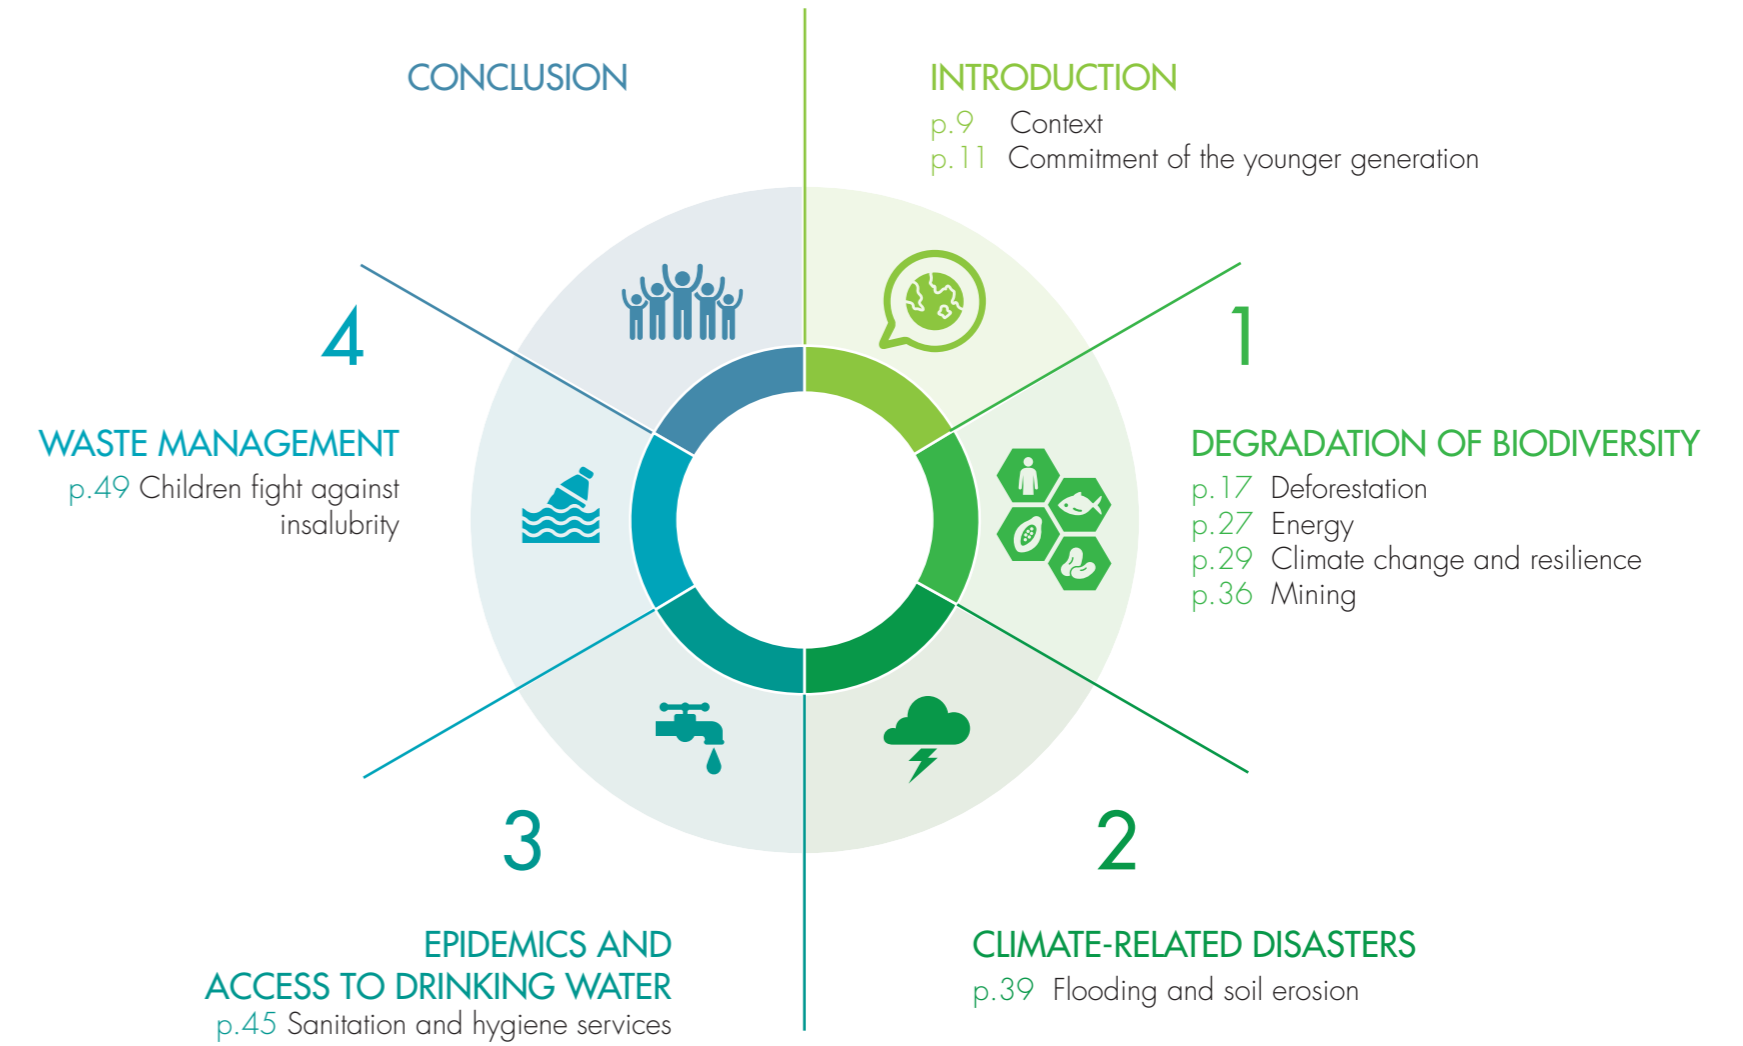 CONCLUSION
INTRODUCTION
p.9 Context
p.11 Commitment of the younger generation
1
DEGRADATION OF BIODIVERSITY
p.17 Deforestation
p.27 Energy
p.29 Climate change and resilience
p.36 Mining
2
CLIMATE-RELATED DISASTERS
p.39 Flooding and soil erosion
3
EPIDEMICS AND
ACCESS TO DRINKING WATER
p.45 Sanitation and hygiene services
4
WASTE MANAGEMENT
p.49 Children fight against
insalubrity